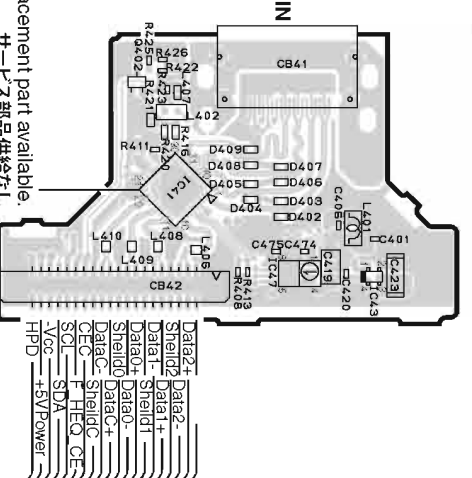 IN
acement part available.
サービス部品供給なし
R425
Q402
R426
R422
R423
L407
R421
L402
R416
R420
R411
IC41
CB41
D409
D408
D405
D404
D407
D406
D403
D402
C406
L401
C401
C475
C474
IC47
C419
C420
C43
C423
L410
L409
L408
L406
CB42
R413
R408
Data2+
Data2-
Sheild2
Data1+
Data1-
Sheild1
Data0+
Data0-
Sheild0
DataC+
DataC-
SheildC
CEC
F_HEQ_CE
SCL
SDA
-Vcc
+5VPower
HPD